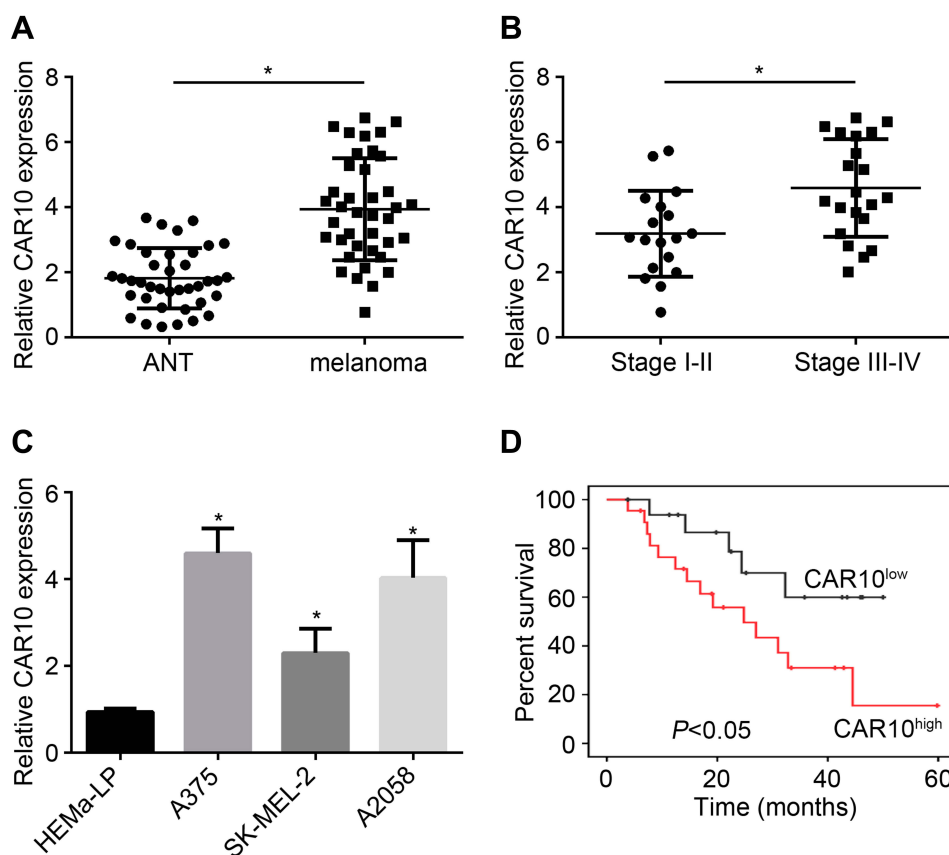 A
Relative CAR10 expression
8
6
4
2
0
*
ANT
melanoma
B
Relative CAR10 expression
8
6
4
2
0
*
Stage I-II
Stage III-IV
C
Relative CAR10 expression
6
4
2
0
*
*
*
HEMa-LP
A375
SK-MEL-2
A2058
D
Percent survival
100
80
60
40
20
0
CAR10low
CAR10high
P<0.05
0
20
40
60
Time (months)